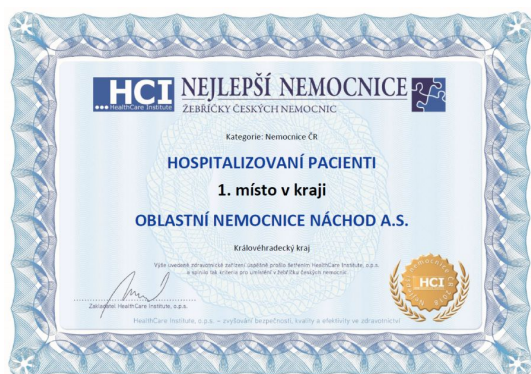 HCI
HealthCare Institute
NEJLEPŠÍ NEMOCNICE
ŽEBŘÍČKY ČESKÝCH NEMOCNIC
Kategorie: Nemocnice ČR
HOSPITALIZOVANÍ PACIENTI
1. místo v kraji
OBLASTNÍ NEMOCNICE NÁCHOD A.S.
Královéhradecký kraj
Výše uvedené zdravotnické zařízení úspěšně prošlo šetřením HealthCare Institute, o.p.s.
a splnilo tak kritéria pro umístění v žebříčku českých nemocnic.
Zakladatel HealthCare Institute, o.p.s.
HCI
HealthCare Institute, o.p.s. – zvyšování bezpečnosti, kvality a efektivity ve zdravotnictví